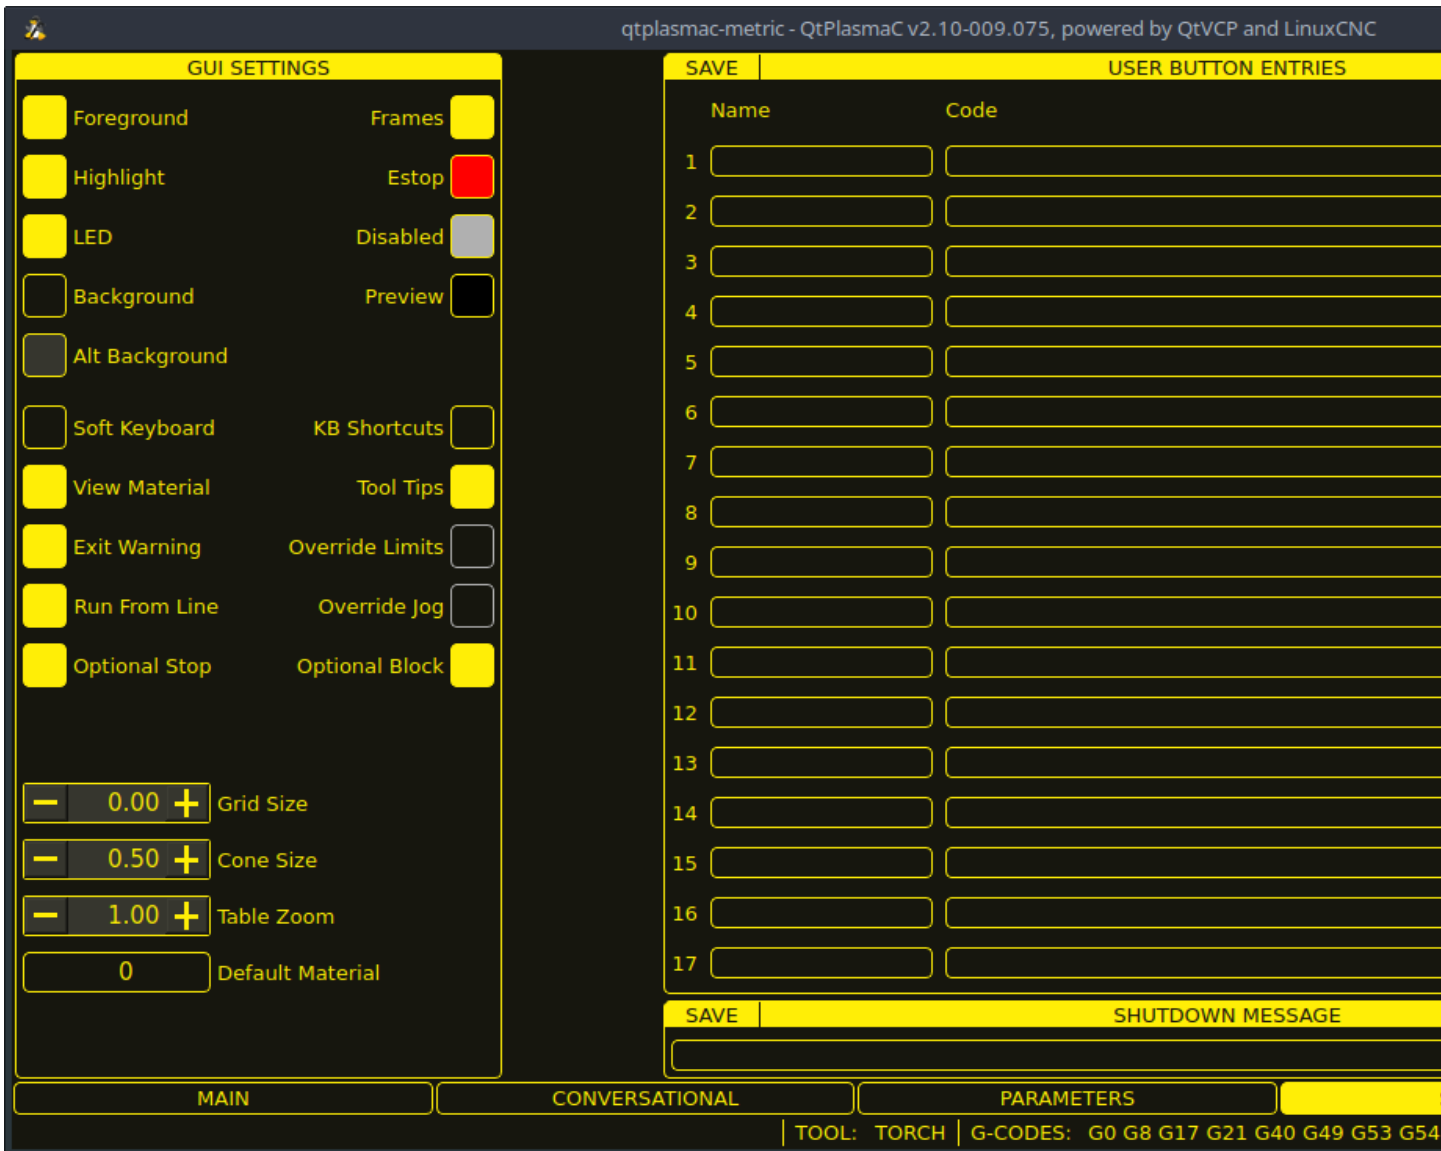 qtplasmac-metric - QtPlasmaC v2.10-009.075, powered by QtVCP and LinuxCNC
GUI SETTINGS
Foreground Frames
Highlight Estop
LED Disabled
Background Preview
Alt Background
Soft Keyboard KB Shortcuts
View Material Tool Tips
Exit Warning Override Limits
Run From Line Override Jog
Optional Stop Optional Block
0.00 Grid Size
0.50 Cone Size
1.00 Table Zoom
0 Default Material
SAVE USER BUTTON ENTRIES
Name Code
1
2
3
4
5
6
7
8
9
10
11
12
13
14
15
16
17
SAVE SHUTDOWN MESSAGE
MAIN CONVERSATIONAL PARAMETERS
TOOL: TORCH G-CODES: G0 G8 G17 G21 G40 G49 G53 G54